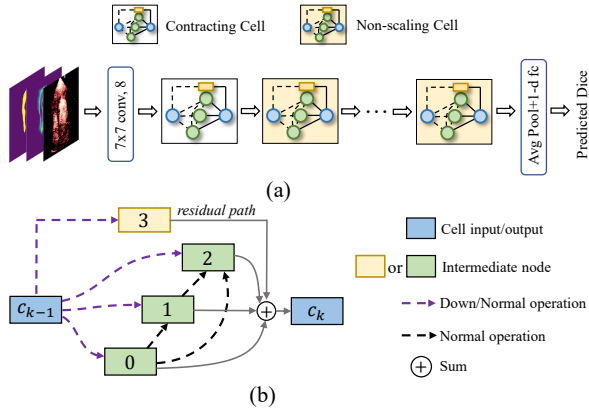 Contracting Cell
Non-scaling Cell
7x7 conv, 8
Avg Pool+1-d fc
Predicted Dice
(a)
residual path
3
2
1
0
c_{k-1}
c_k
Cell input/output
or
Intermediate node
Down/Normal operation
Normal operation
Sum
(b)